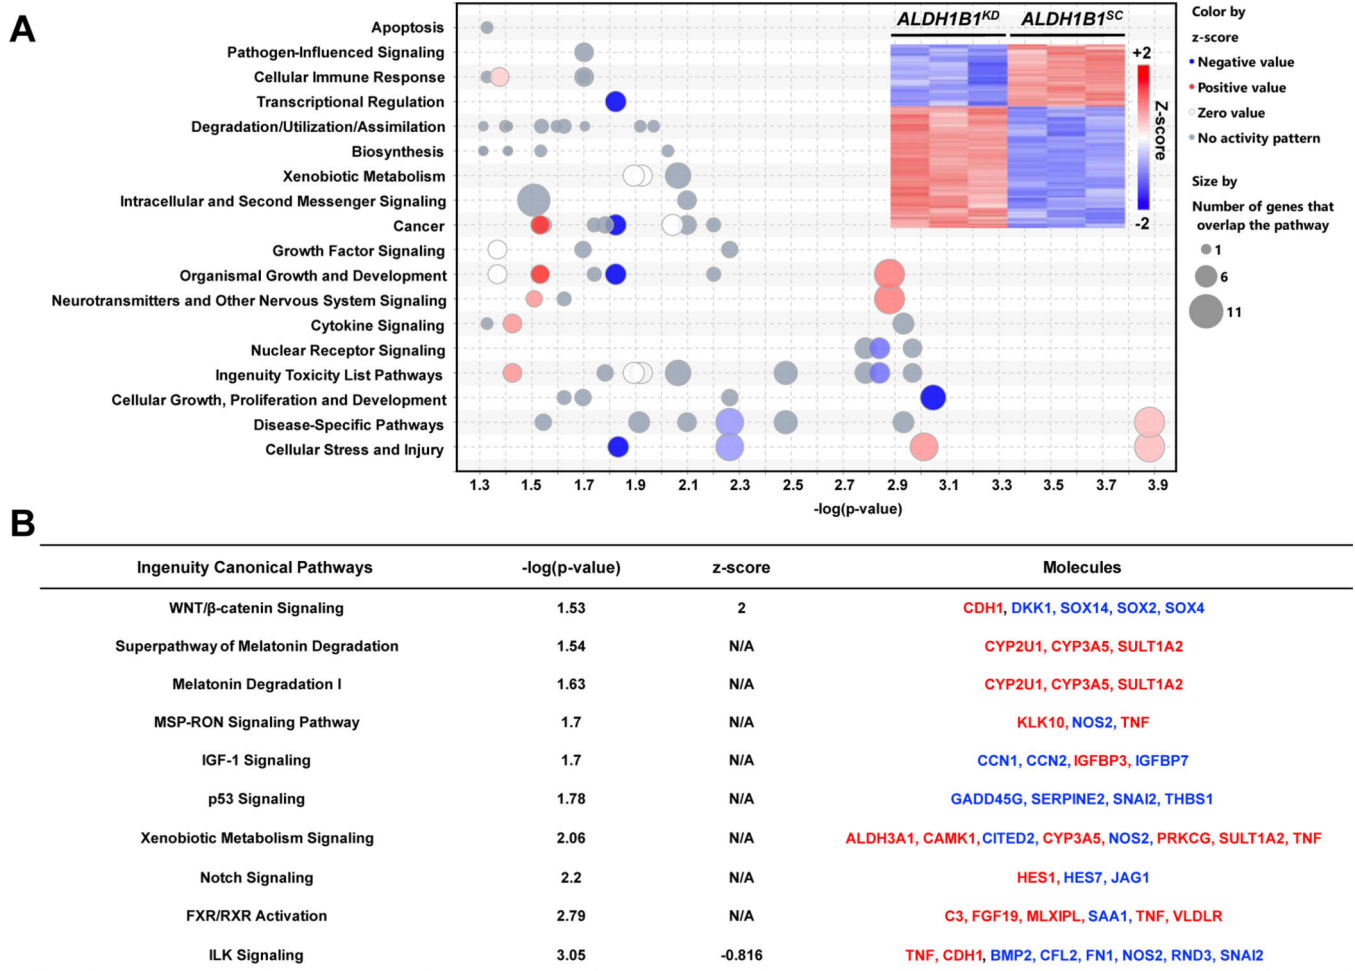 A
ALDH1B1KD ALDH1B1SC
+2
Z-score
-2
Color by
z-score
Negative value
Positive value
Zero value
No activity pattern
Size by
Number of genes that
overlap the pathway
1
6
11
Apoptosis
Pathogen-Influenced Signaling
Cellular Immune Response
Transcriptional Regulation
Degradation/Utilization/Assimilation
Biosynthesis
Xenobiotic Metabolism
Intracellular and Second Messenger Signaling
Cancer
Growth Factor Signaling
Organismal Growth and Development
Neurotransmitters and Other Nervous System Signaling
Cytokine Signaling
Nuclear Receptor Signaling
Ingenuity Toxicity List Pathways
Cellular Growth, Proliferation and Development
Disease-Specific Pathways
Cellular Stress and Injury
1.3 1.5 1.7 1.9 2.1 2.3 2.5 2.7 2.9 3.1 3.3 3.5 3.7 3.9
-log(p-value)
B
Ingenuity Canonical Pathways -log(p-value) z-score Molecules
WNT/β-catenin Signaling 1.53 2 CDH1, DKK1, SOX14, SOX2, SOX4
Superpathway of Melatonin Degradation 1.54 N/A CYP2U1, CYP3A5, SULT1A2
Melatonin Degradation I 1.63 N/A CYP2U1, CYP3A5, SULT1A2
MSP-RON Signaling Pathway 1.7 N/A KLK10, NOS2, TNF
IGF-1 Signaling 1.7 N/A CCN1, CCN2, IGFBP3, IGFBP7
p53 Signaling 1.78 N/A GADD45G, SERPINE2, SNAI2, THBS1
Xenobiotic Metabolism Signaling 2.06 N/A ALDH3A1, CAMK1, CITED2, CYP3A5, NOS2, PRKCG, SULT1A2, TNF
Notch Signaling 2.2 N/A HES1, HES7, JAG1
FXR/RXR Activation 2.79 N/A C3, FGF19, MLXIPL, SAA1, TNF, VLDLR
ILK Signaling 3.05 -0.816 TNF, CDH1, BMP2, CFL2, FN1, NOS2, RND3, SNAI2